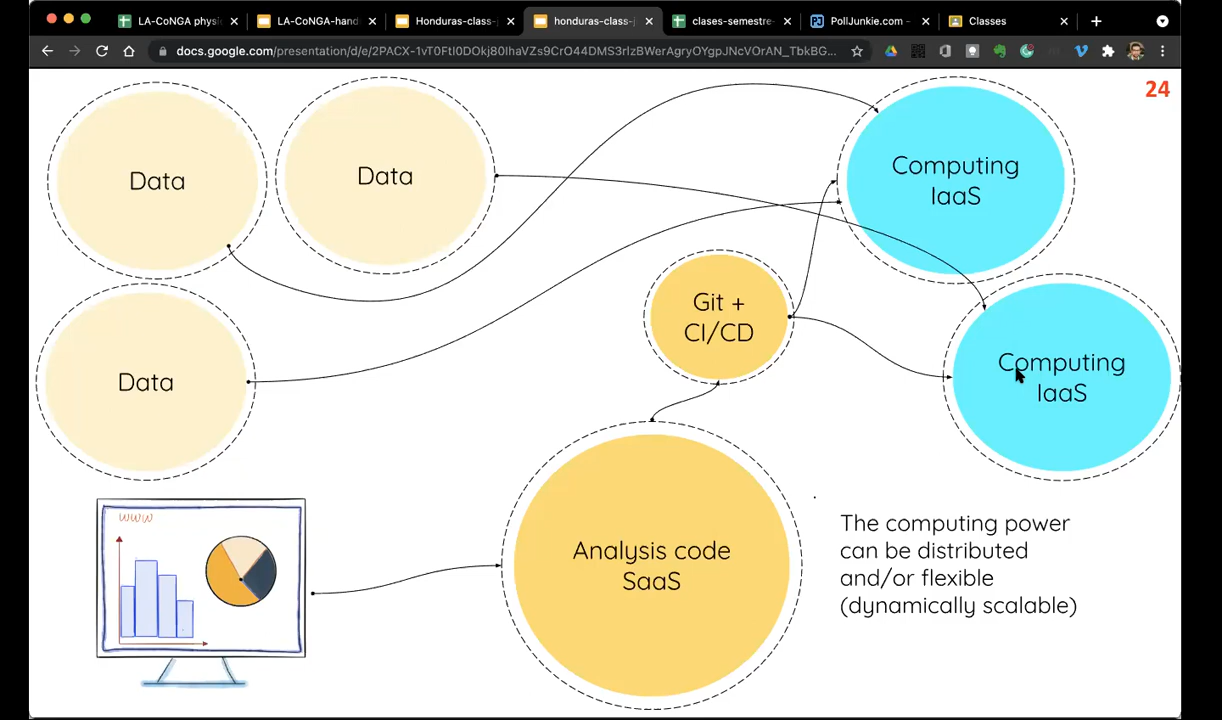 LA-CoNGA physi
LA-CoNGA-hand
Honduras-class-j
honduras-class-j
clases-semestre-
PollJunkie.com –
Classes
docs.google.com/presentation/d/e/2PACX-1vT0FtI0DOkj80IhaVZs9CrO44DMS3rIzBWerAgryOYgpJNcVOrAN_TbkBG...
24
Data
Data
Computing
IaaS
Git +
CI/CD
Data
Computing
IaaS
www
Analysis code
SaaS
The computing power
can be distributed
and/or flexible
(dynamically scalable)